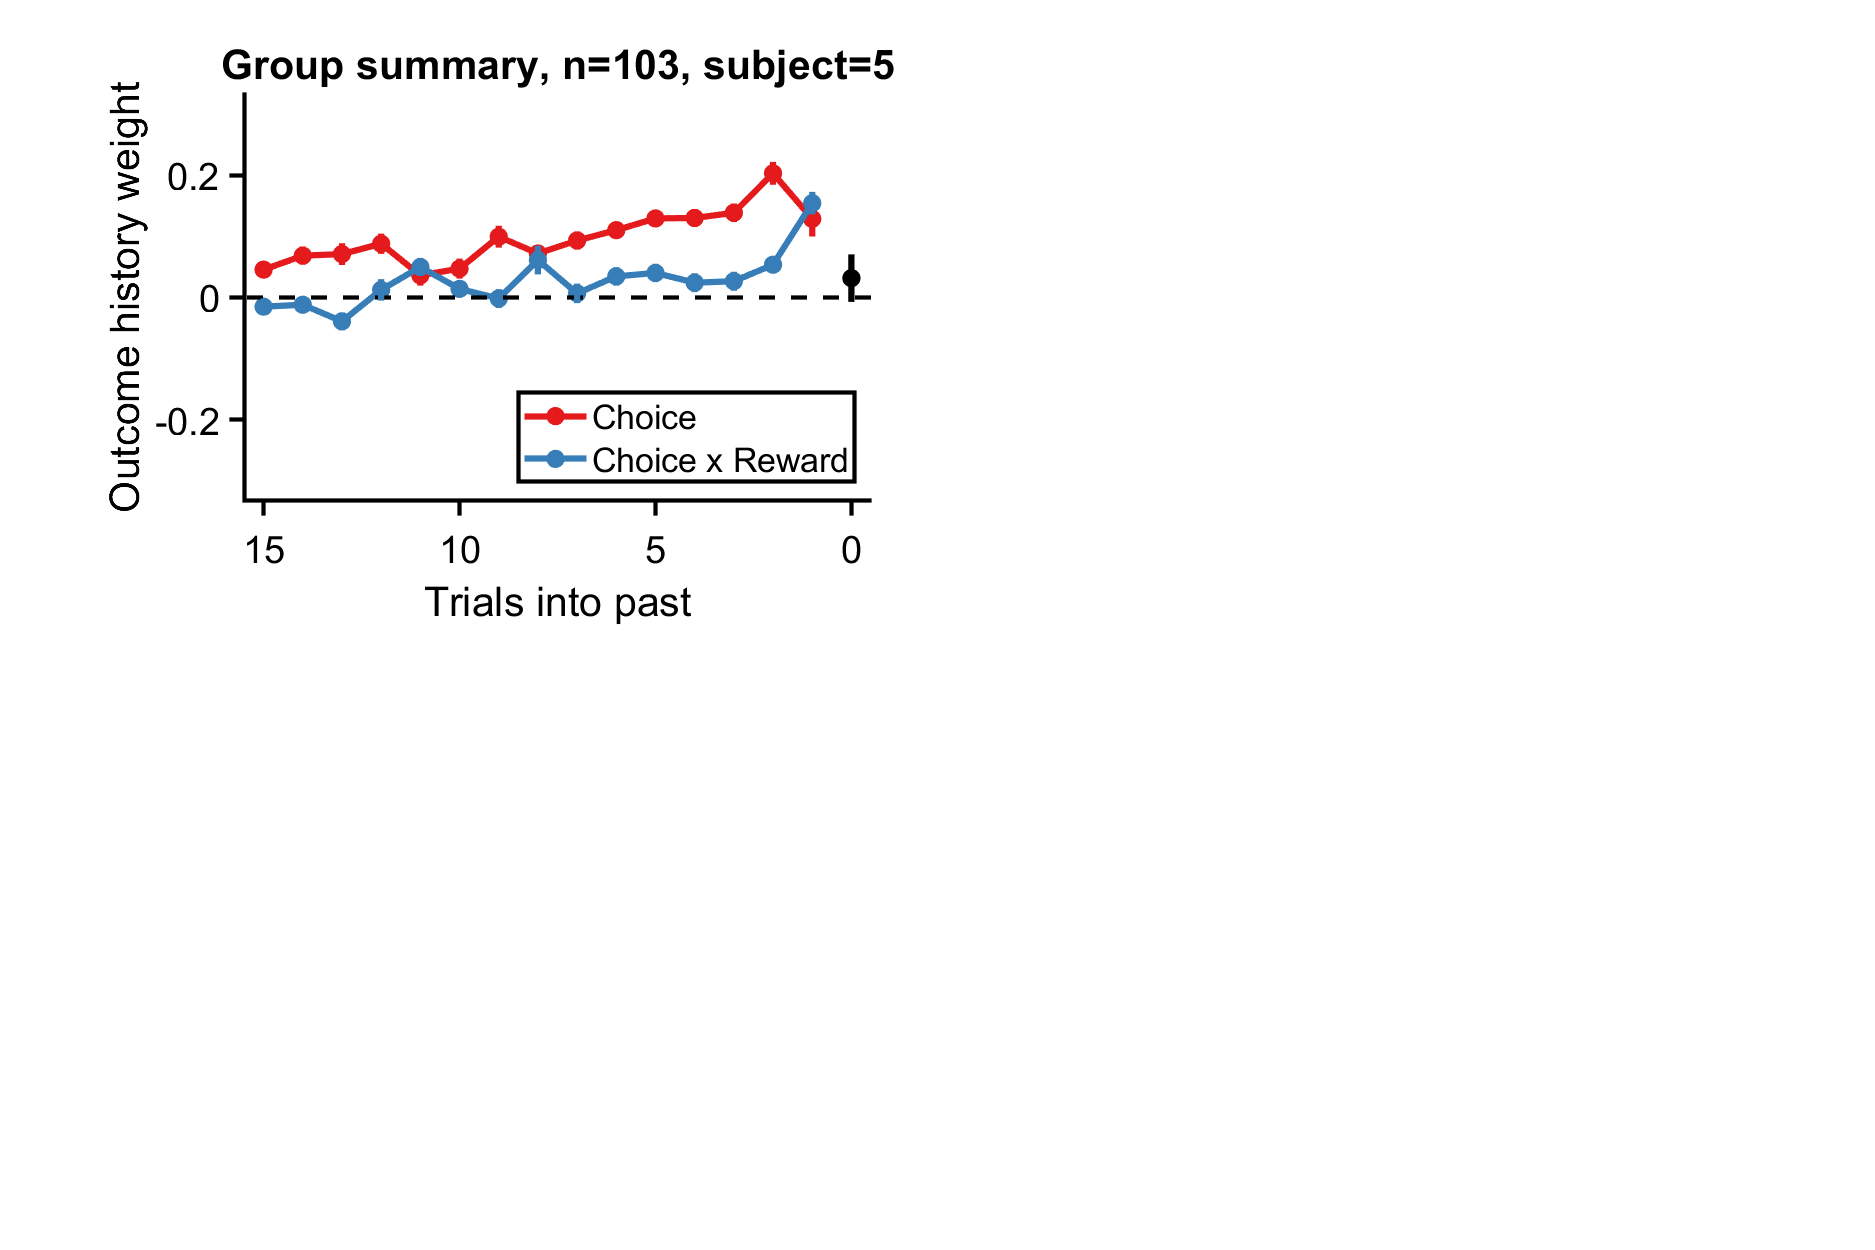 Group summary, n=103, subject=5
Outcome history weight
0.2
0
-0.2
Choice
Choice x Reward
15 10 5 0
Trials into past